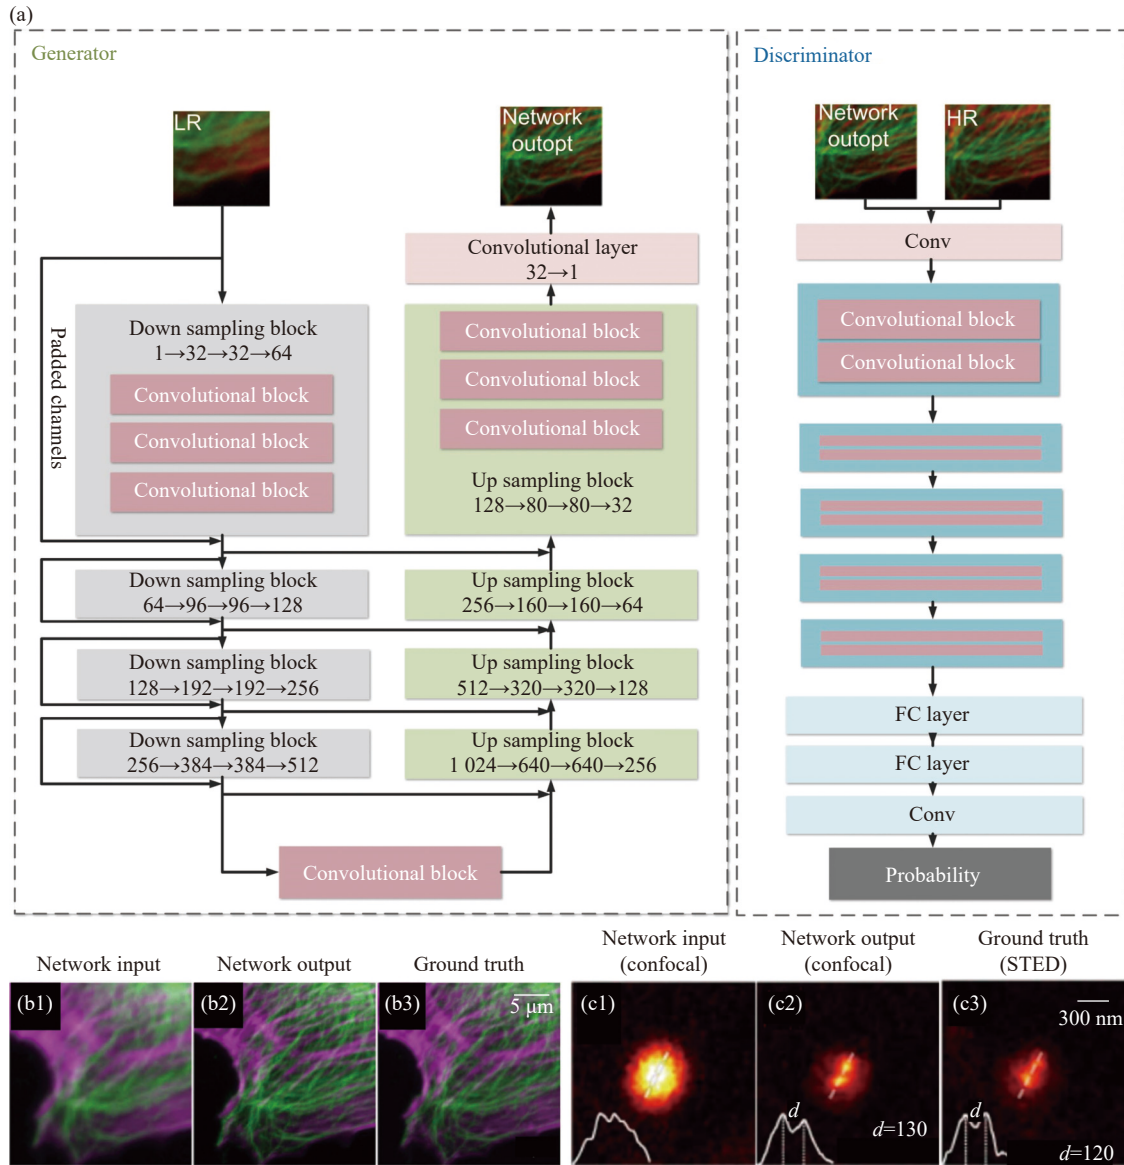 (a)
Generator
LR
Network
outopt
Convolutional layer
32→1
Padded channels
Down sampling block
1→32→32→64
Convolutional block
Convolutional block
Convolutional block
Convolutional block
Convolutional block
Convolutional block
Up sampling block
128→80→80→32
Down sampling block
64→96→96→128
Up sampling block
256→160→160→64
Down sampling block
128→192→192→256
Up sampling block
512→320→320→128
Down sampling block
256→384→384→512
Up sampling block
1 024→640→640→256
Convolutional block
Discriminator
Network
outopt
HR
Conv
Convolutional block
Convolutional block
FC layer
FC layer
Conv
Probability
Network input
Network output
Ground truth
Network input
(confocal)
Network output
(confocal)
Ground truth
(STED)
(b1)
(b2)
(b3)
5 μm
(c1)
(c2)
d
d=130
(c3)
300 nm
d
d=120